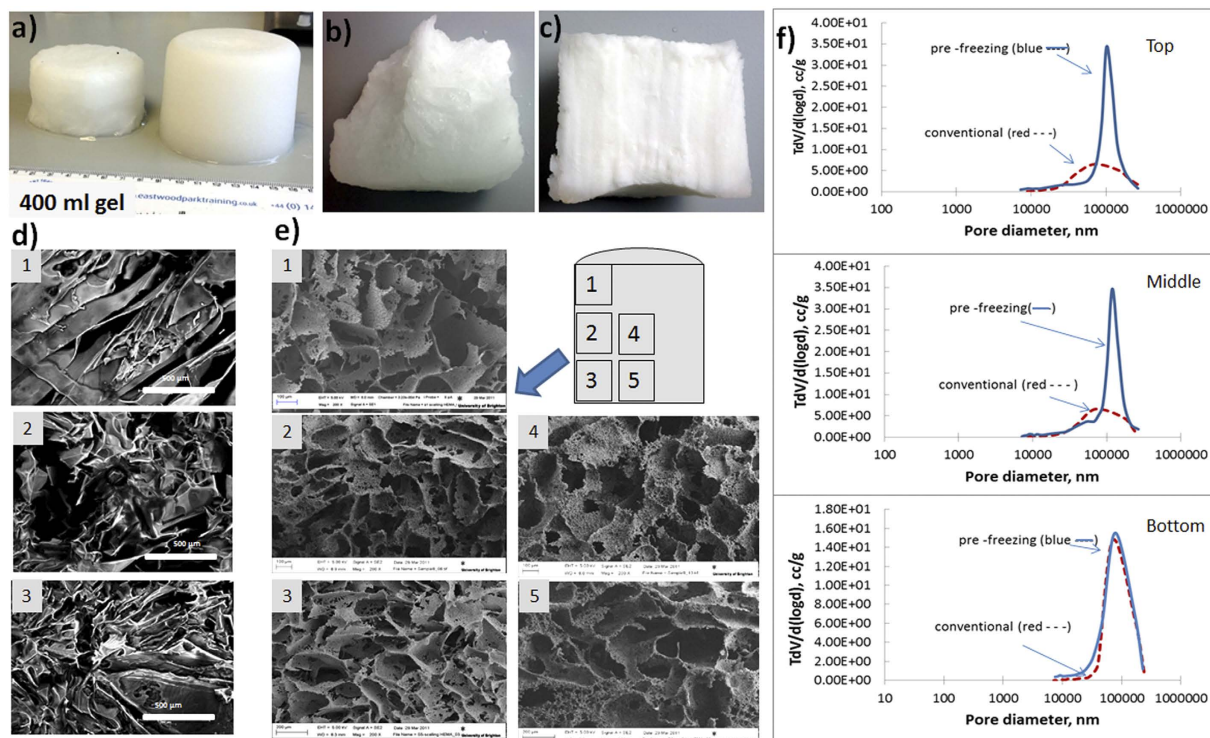 a)
400 ml gel
eastwoodparktraining.co.uk
b)
c)
d)
1
500 µm
2
500 µm
3
500 µm
e)
1
University of Brighton
2
University of Brighton
3
University of Brighton
4
University of Brighton
5
University of Brighton
1
2
4
3
5
f)
Top
pre -freezing (blue
conventional (red - - -)
TdV/d(logd), cc/g
4.00E+01
3.50E+01
3.00E+01
2.50E+01
2.00E+01
1.50E+01
1.00E+01
5.00E+00
0.00E+00
100
1000
10000
100000
1000000
Pore diameter, nm
Middle
pre -freezing(—)
conventional (red - - - )
TdV/d(logd), cc/g
4.00E+01
3.50E+01
3.00E+01
2.50E+01
2.00E+01
1.50E+01
1.00E+01
5.00E+00
0.00E+00
100
1000
10000
100000
1000000
Pore diameter, nm
Bottom
pre -freezing (blue —)
conventional (red - - -)
TdV/d(logd), cc/g
1.80E+01
1.60E+01
1.40E+01
1.20E+01
1.00E+01
8.00E+00
6.00E+00
4.00E+00
2.00E+00
0.00E+00
10
100
1000
10000
100000
1000000
Pore diameter, nm